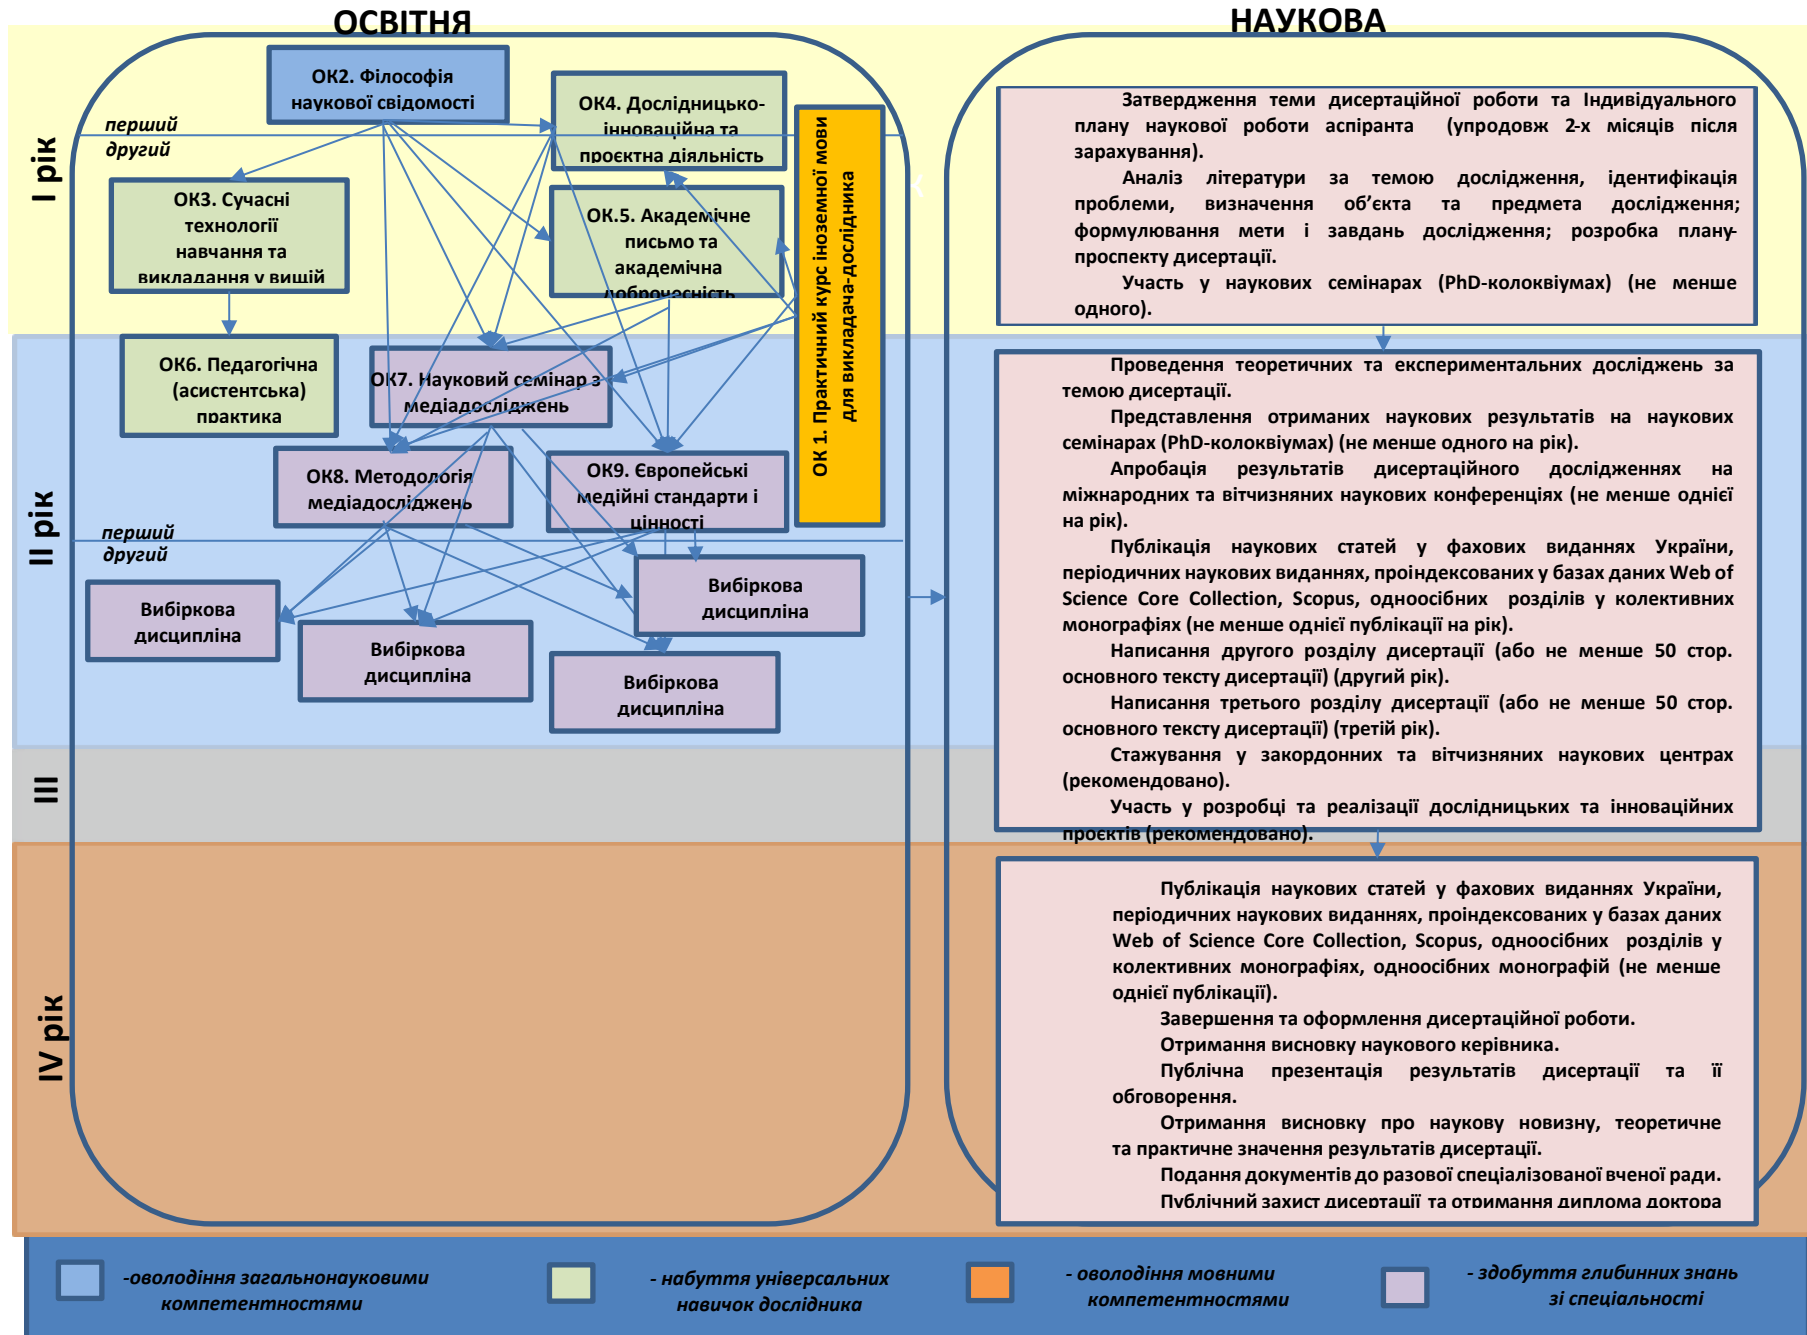 ОСВІТНЯ
НАУКОВА
І рік
ОК2. Філософія
наукової свідомості
перший
другий
ОК4. Дослідницько-
інноваційна та
проєктна діяльність
ОК3. Сучасні
технології
навчання та
викладання у вищій
ОК.5. Академічне
письмо та
академічна
доброчесність
ОК 1. Практичний курс іноземної мови
для викладача-дослідника
ІІ рік
ОК6. Педагогічна
(асистентська)
практика
ОК7. Науковий семінар з
медіадосліджень
ОК8. Методологія
медіадосліджень
ОК9. Європейські
медійні стандарти і
цінності
перший
другий
Вибіркова
дисципліна
Вибіркова
дисципліна
Вибіркова
дисципліна
Вибіркова
дисципліна
ІІІ
IV рік
Затвердження теми дисертаційної роботи та Індивідуального
плану наукової роботи аспіранта (упродовж 2-х місяців після
зарахування).
Аналіз літератури за темою дослідження, ідентифікація
проблеми, визначення об’єкта та предмета дослідження;
формулювання мети і завдань дослідження; розробка плану-
проспекту дисертації.
Участь у наукових семінарах (PhD-колоквіумах) (не менше
одного).
Проведення теоретичних та експериментальних досліджень за
темою дисертації.
Представлення отриманих наукових результатів на наукових
семінарах (PhD-колоквіумах) (не менше одного на рік).
Апробація результатів дисертаційного дослідженнях на
міжнародних та вітчизняних наукових конференціях (не менше однієї
на рік).
Публікація наукових статей у фахових виданнях України,
періодичних наукових виданнях, проіндексованих у базах даних Web of
Science Core Collection, Scopus, одноосібних розділів у колективних
монографіях (не менше однієї публікації на рік).
Написання другого розділу дисертації (або не менше 50 стор.
основного тексту дисертації) (другий рік).
Написання третього розділу дисертації (або не менше 50 стор.
основного тексту дисертації) (третій рік).
Стажування у закордонних та вітчизняних наукових центрах
(рекомендовано).
Участь у розробці та реалізації дослідницьких та інноваційних
проєктів (рекомендовано).
Публікація наукових статей у фахових виданнях України,
періодичних наукових виданнях, проіндексованих у базах даних
Web of Science Core Collection, Scopus, одноосібних розділів у
колективних монографіях, одноосібних монографій (не менше
однієї публікації).
Завершення та оформлення дисертаційної роботи.
Отримання висновку наукового керівника.
Публічна презентація результатів дисертації та її
обговорення.
Отримання висновку про наукову новизну, теоретичне
та практичне значення результатів дисертації.
Подання документів до разової спеціалізованої вченої ради.
Публічний захист дисертації та отримання диплома доктора
-оволодіння загальнонауковими
компетентностями
- набуття універсальних
навичок дослідника
- оволодіння мовними
компетентностями
- здобуття глибинних знань
зі спеціальності